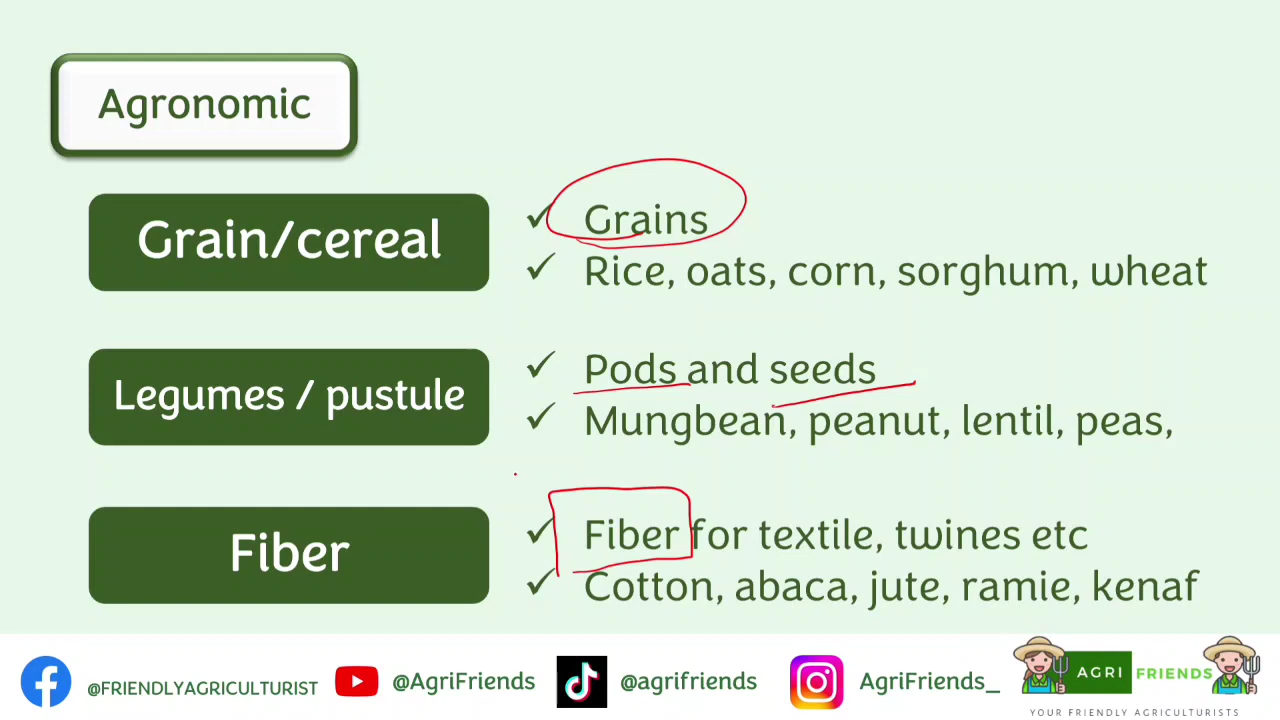 Agronomic
Grain/cereal
✓ Grains
✓ Rice, oats, corn, sorghum, wheat
Legumes / pustule
✓ Pods and seeds
✓ Mungbean, peanut, lentil, peas,
Fiber
✓ Fiber for textile, twines etc
✓ Cotton, abaca, jute, ramie, kenaf
@FRIENDLYAGRICULTURIST
@AgriFriends
@agrifriends
AgriFriends_
AGRI FRIENDS
YOUR FRIENDLY AGRICULTURISTS